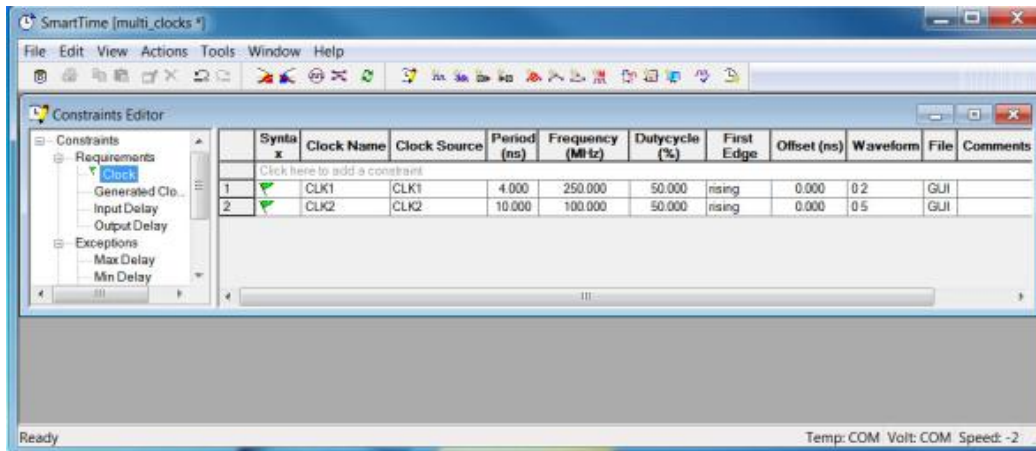 SmartTime [multi_clocks *]
File Edit View Actions Tools Window Help
Constraints Editor
Constraints
Requirements
Clock
Generated Clo...
Input Delay
Output Delay
Exceptions
Max Delay
Min Delay
Syntax Clock Name Clock Source Period (ns) Frequency (MHz) Dutycycle (%) First Edge Offset (ns) Waveform File Comments
Click here to add a constraint
1 CLK1 CLK1 4.000 250.000 50.000 rising 0.000 0 2 GUI
2 CLK2 CLK2 10.000 100.000 50.000 rising 0.000 0 5 GUI
Ready Temp: COM Volt: COM Speed: -2